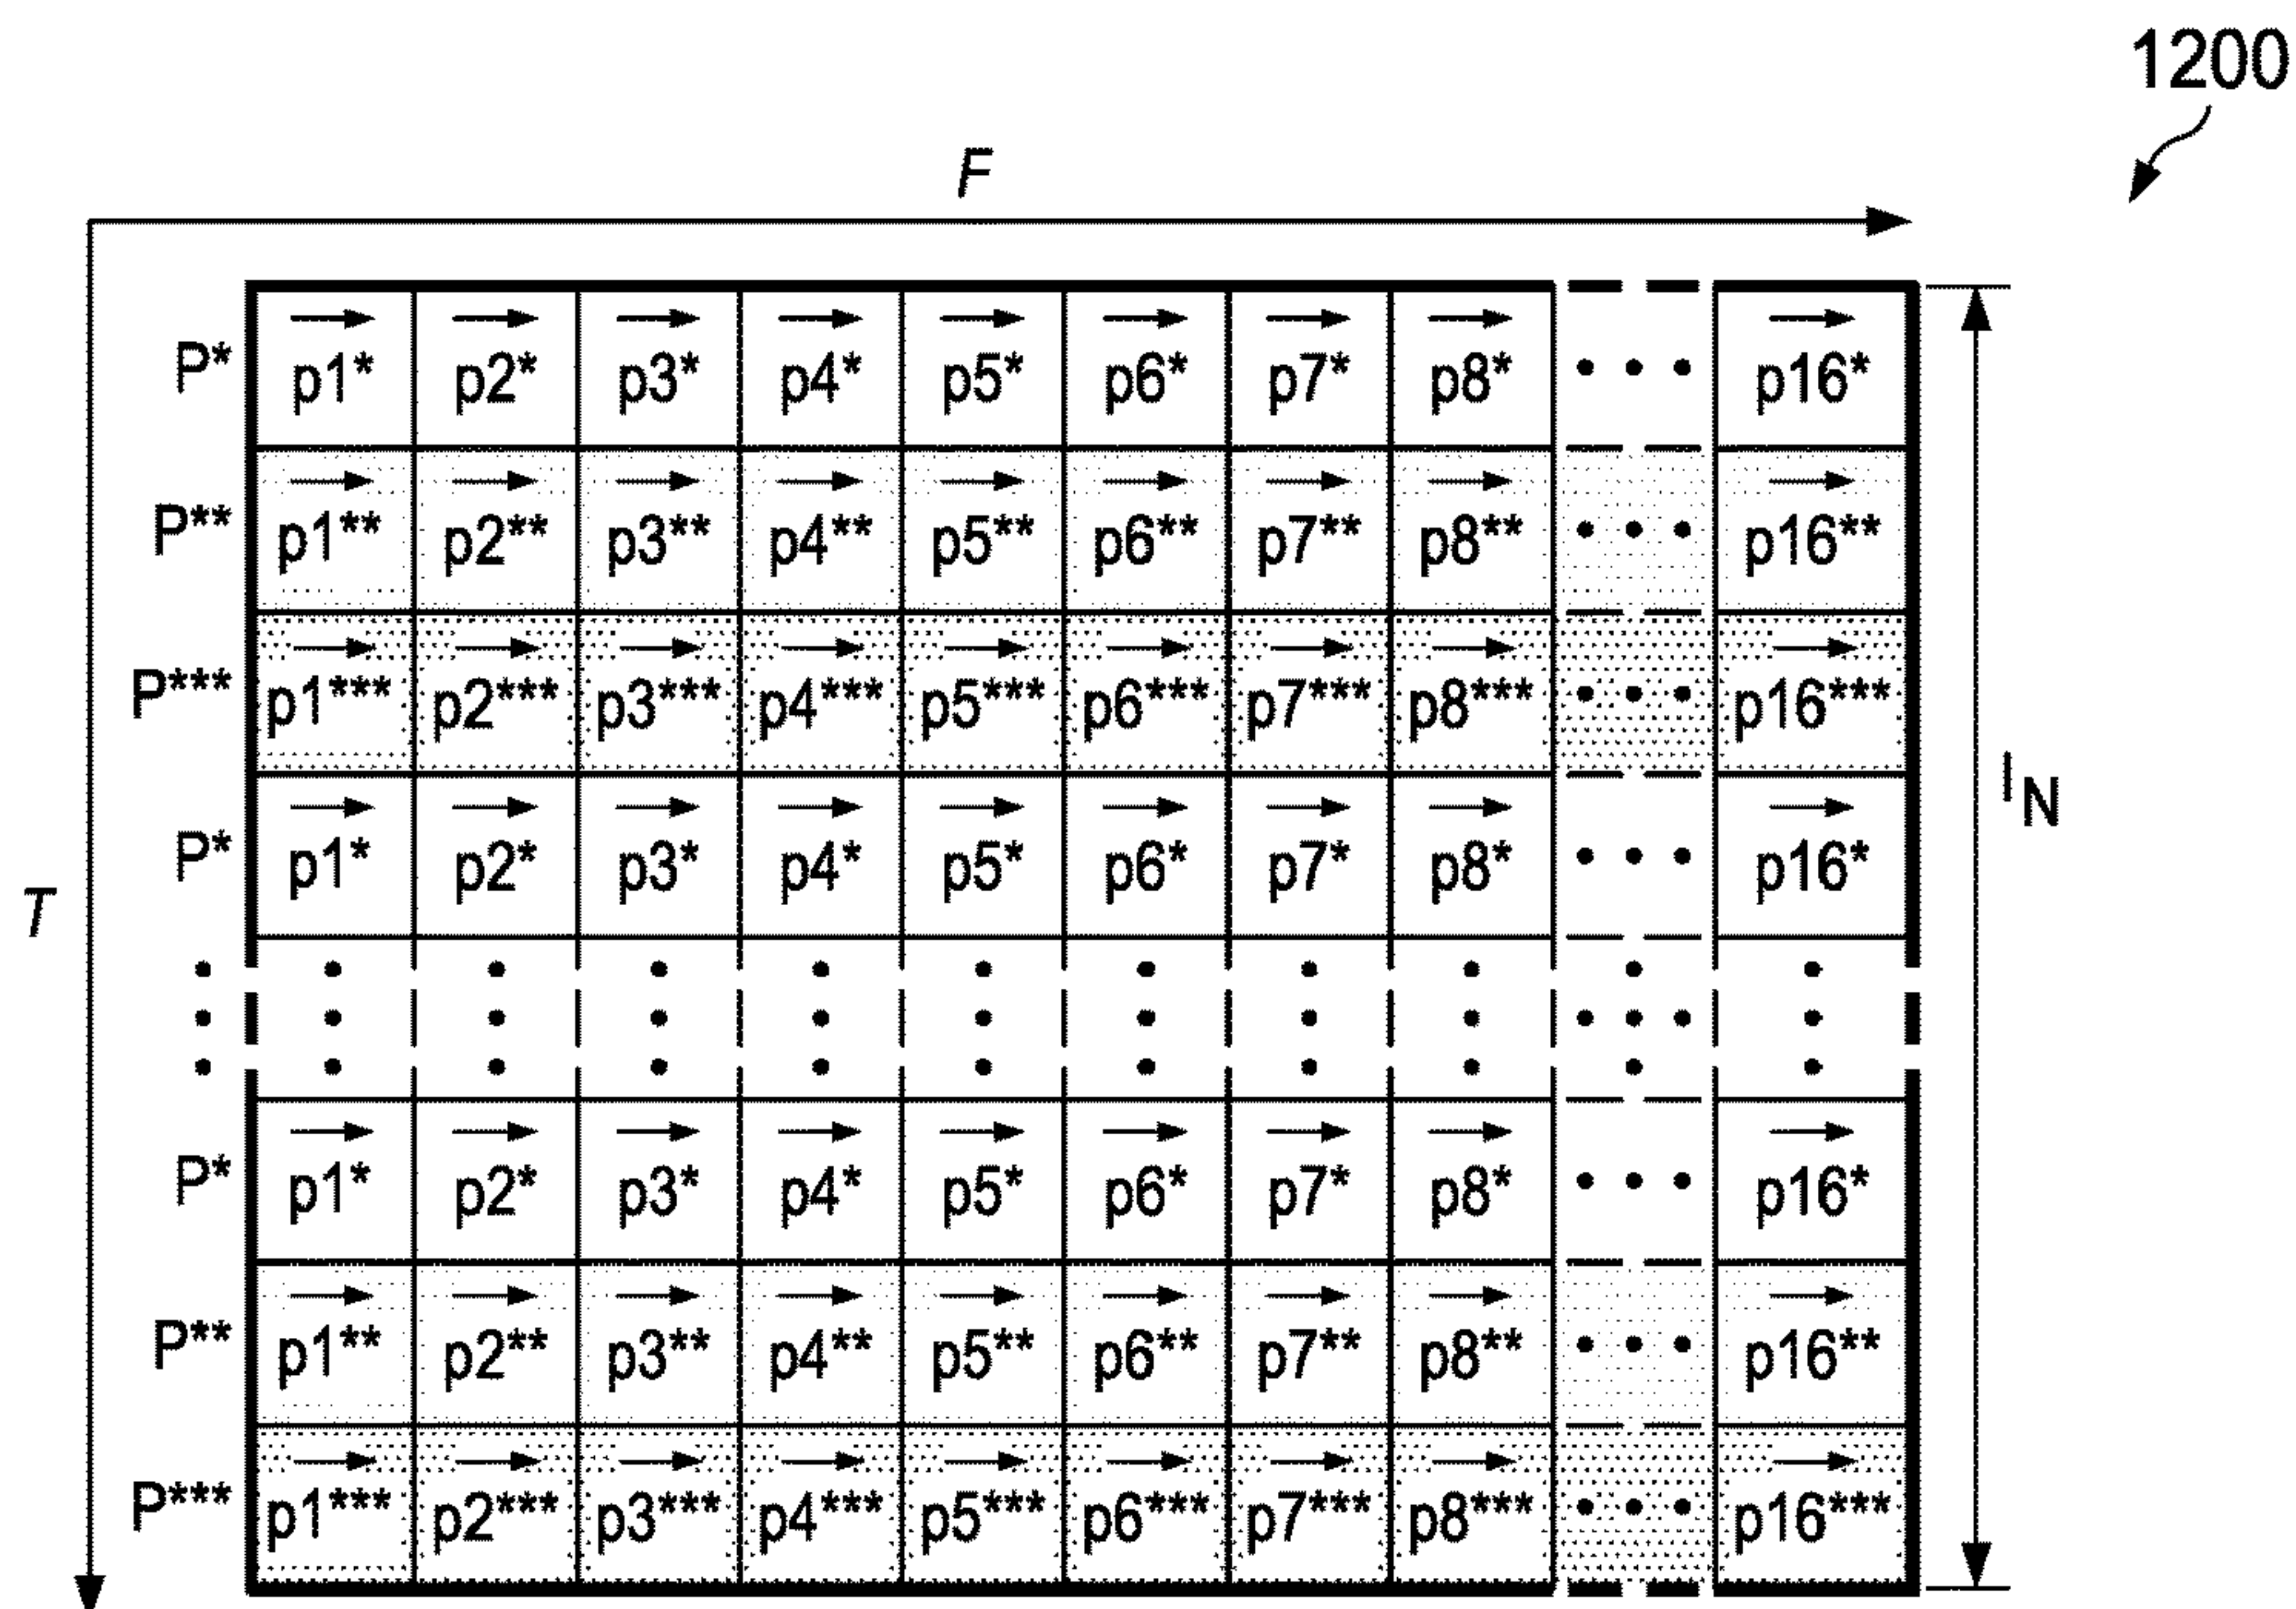 1200
F
P* p1* p2* p3* p4* p5* p6* p7* p8* • • • p16*
P** p1** p2** p3** p4** p5** p6** p7** p8** • • • p16**
P*** p1*** p2*** p3*** p4*** p5*** p6*** p7*** p8*** • • • p16***
P* p1* p2* p3* p4* p5* p6* p7* p8* • • • p16*
P* p1* p2* p3* p4* p5* p6* p7* p8* • • • p16*
P** p1** p2** p3** p4** p5** p6** p7** p8** • • • p16**
P*** p1*** p2*** p3*** p4*** p5*** p6*** p7*** p8*** • • • p16***
T
IN